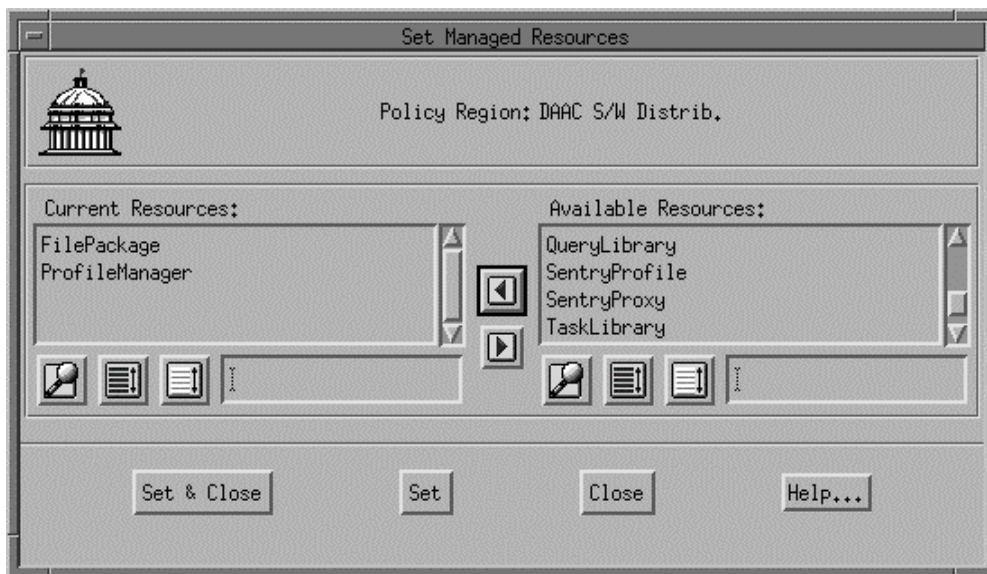 Set Managed Resources
Policy Region: DAAC S/W Distrib.
Current Resources:
FilePackage
ProfileManager
Available Resources:
QueryLibrary
SentryProfile
SentryProxy
TaskLibrary
Set & Close
Set
Close
Help...